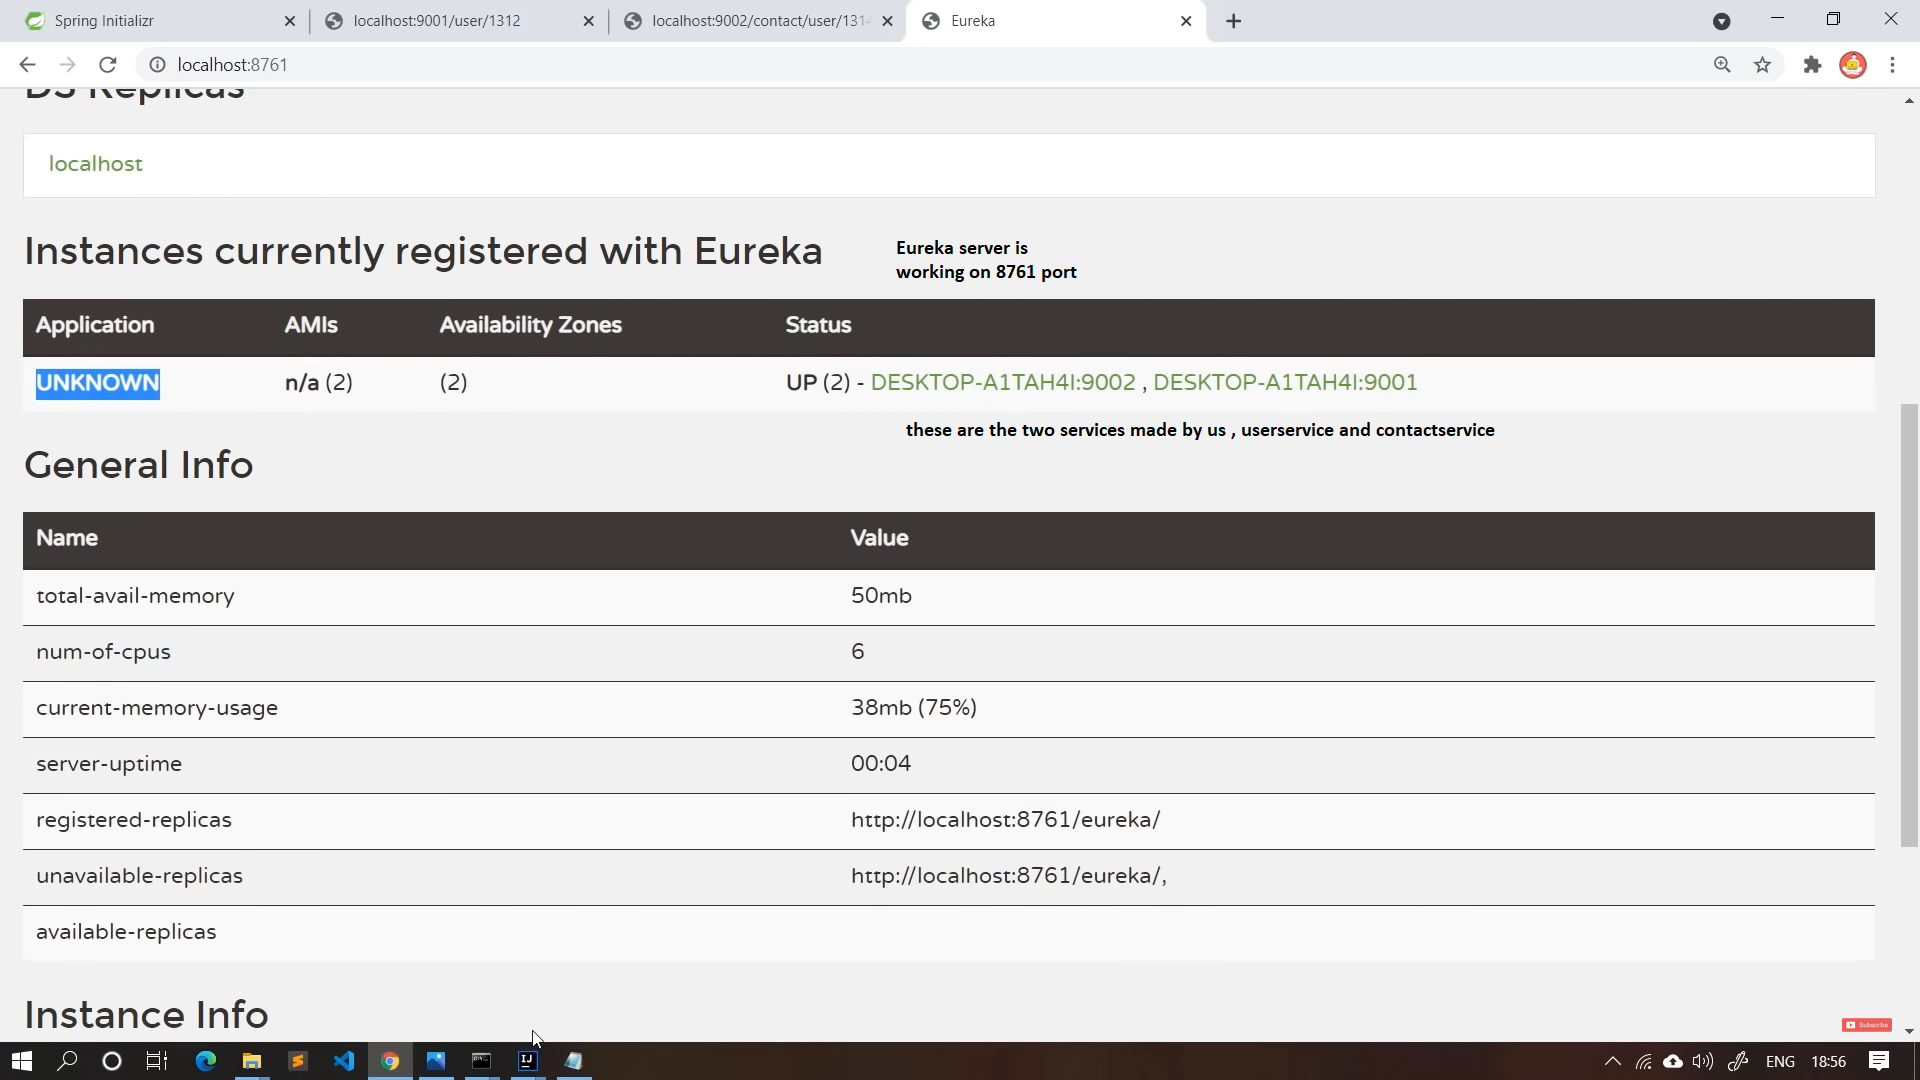 Spring Initializr
localhost:9001/user/1312
localhost:9002/contact/user/131
Eureka
localhost:8761
DS Replicas
localhost
Instances currently registered with Eureka
Eureka server is
working on 8761 port
Application AMIs Availability Zones Status
UNKNOWN n/a (2) (2) UP (2) - DESKTOP-A1TAH4I:9002 , DESKTOP-A1TAH4I:9001
these are the two services made by us , userservice and contactservice
General Info
Name Value
total-avail-memory 50mb
num-of-cpus 6
current-memory-usage 38mb (75%)
server-uptime 00:04
registered-replicas http://localhost:8761/eureka/
unavailable-replicas http://localhost:8761/eureka/,
available-replicas
Instance Info
Subscribe
IJ
ENG 18:56